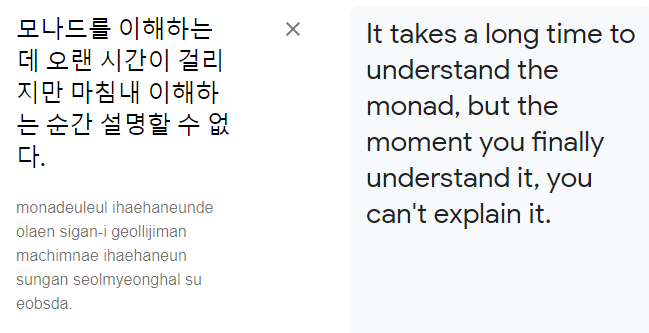 모나드를 이해하는
데 오랜 시간이 걸리
지만 마침내 이해하
는 순간 설명할 수 없
다.
monadeuleul ihaehaneunde
olaen sigan-i geollijiman
machimnae ihaehaneun
sungan seolmyeonghal su
eobsda.
It takes a long time to
understand the
monad, but the
moment you finally
understand it, you
can't explain it.